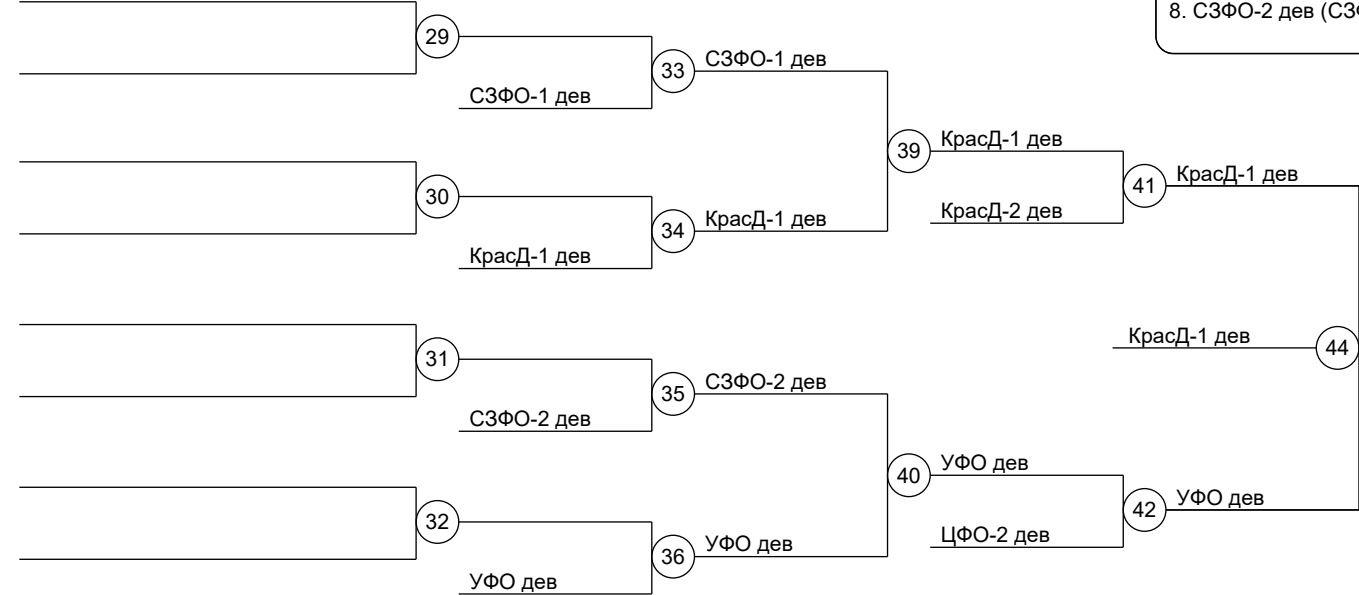 8. СЗФО-2 дев (СЗФ
29
СЗФО-1 дев
33
СЗФО-1 дев
39
КрасД-1 дев
30
КрасД-1 дев
41
КрасД-1 дев
КрасД-2 дев
34
КрасД-1 дев
КрасД-1 дев
44
31
СЗФО-2 дев
35
СЗФО-2 дев
40
УФО дев
42
УФО дев
32
ЦФО-2 дев
36
УФО дев
УФО дев